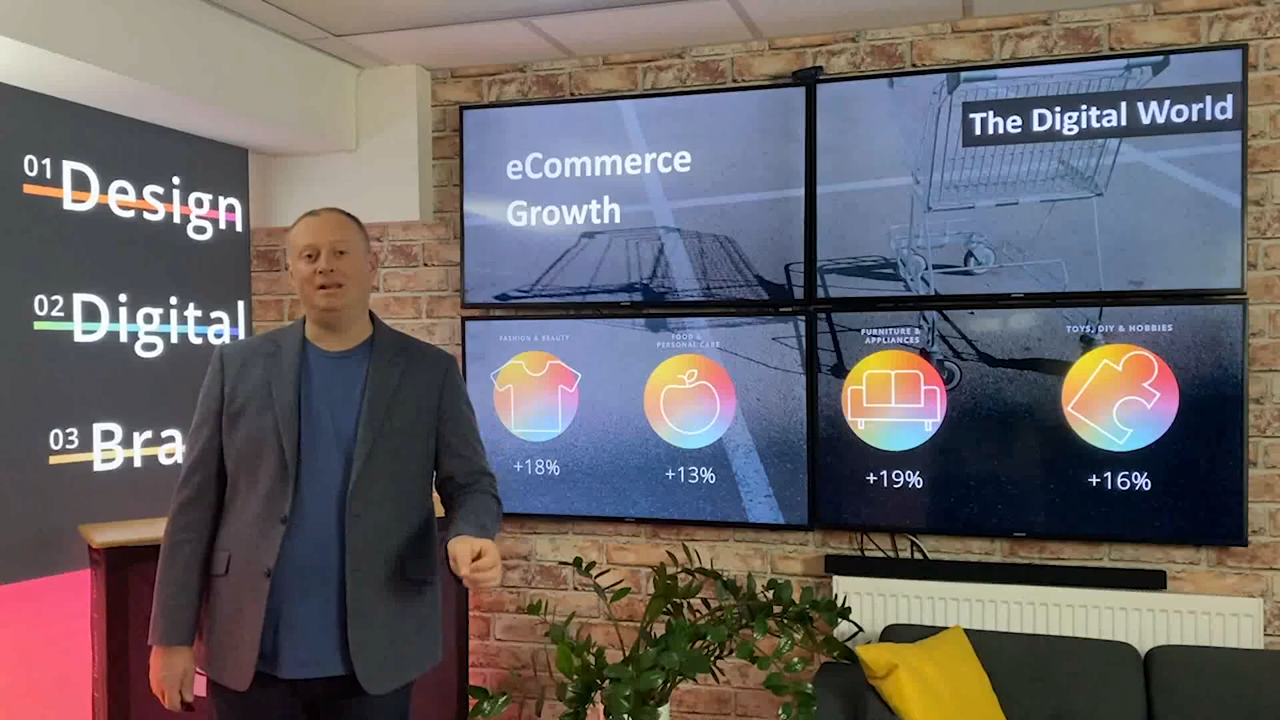 01 Design
02 Digital
03 Bra
eCommerce
Growth
The Digital World
FASHION & BEAUTY
+18%
FOOD &
PERSONAL CARE
+13%
FURNITURE &
APPLIANCES
+19%
TOYS, DIY & HOBBIES
+16%